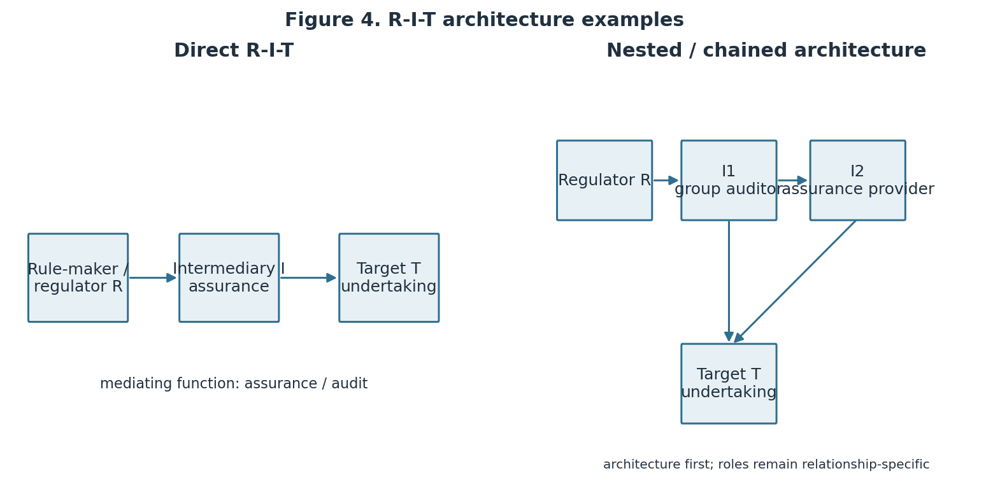 Figure 4. R-I-T architecture examples
Direct R-I-T
Rule-maker /
regulator R
Intermediary I
assurance
Target T
undertaking
mediating function: assurance / audit
Nested / chained architecture
Regulator R
I1
group auditor
I2
assurance provider
Target T
undertaking
architecture first; roles remain relationship-specific